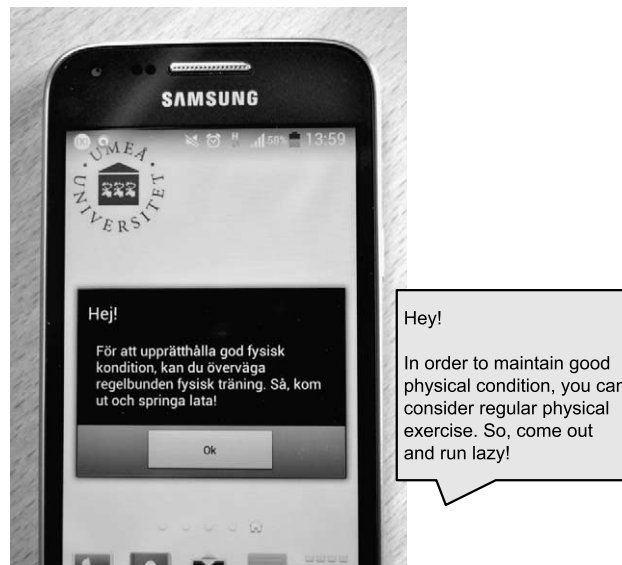 SAMSUNG
58% 13:59
UMEÅ UNIVERSITET
Hej!
För att upprätthålla god fysisk
kondition, kan du överväga
regelbunden fysisk träning. Så, kom
ut och springa lata!
Ok
Hey!
In order to maintain good
physical condition, you can
consider regular physical
exercise. So, come out
and run lazy!